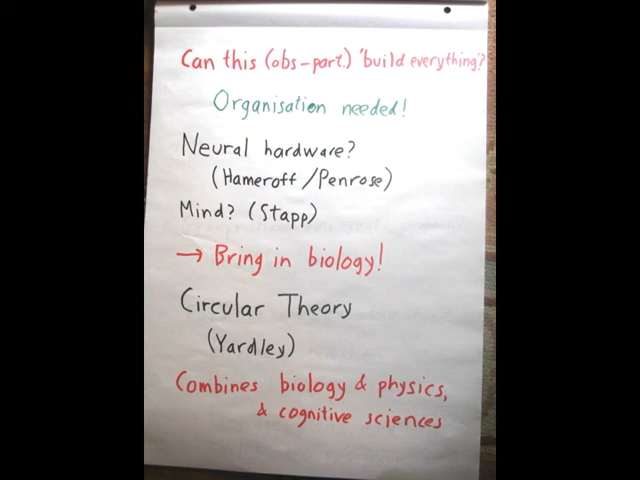 Can this (obs-part.) 'build everything'?
Organisation needed!
Neural hardware?
(Hameroff/Penrose)
Mind? (Stapp)
→ Bring in biology!
Circular Theory
(Yardley)
Combines biology & physics,
& cognitive sciences